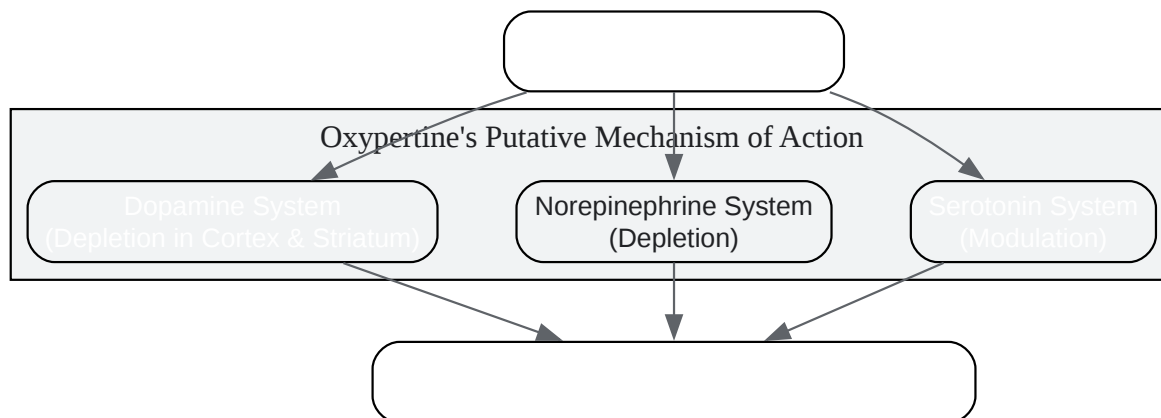 Oxypertine's Putative Mechanism of Action
Dopamine System
(Depletion in Cortex & Striatum)
Norepinephrine System
(Depletion)
Serotonin System
(Modulation)